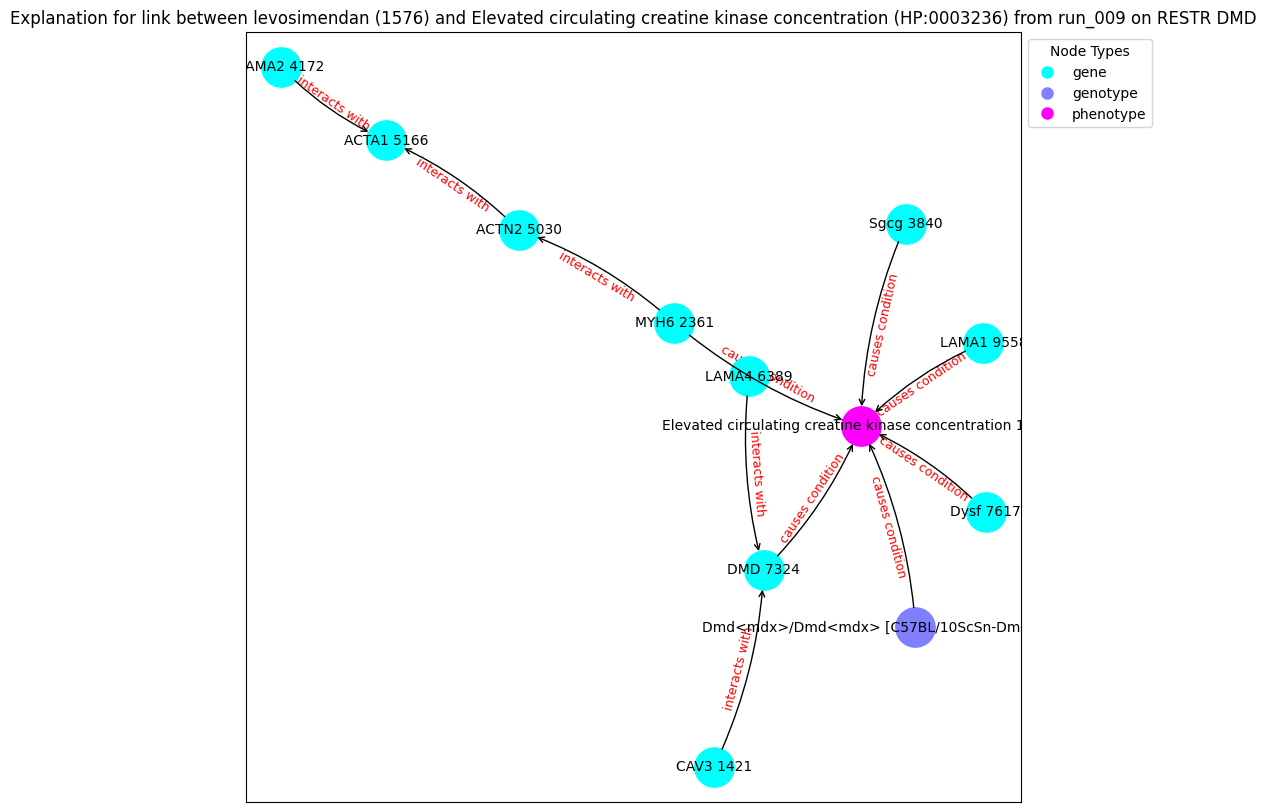 Explanation for link between levosimendan (1576) and Elevated circulating creatine kinase concentration (HP:0003236) from run_009 on RESTR DMD
Node Types
gene
genotype
phenotype
AMA2 4172
interacts with
ACTA1 5166
interacts with
ACTN2 5030
interacts with
Sgcg 3840
causes condition
MYH6 2361
causes condition
LAMA4 6389
LAMA1 9558
causes condition
Elevated circulating creatine kinase concentration 1
interacts with
causes condition
causes condition
causes condition
Dysf 7617
DMD 7324
Dmd<mdx>/Dmd<mdx> [C57BL/10ScSn-Dm
interacts with
CAV3 1421